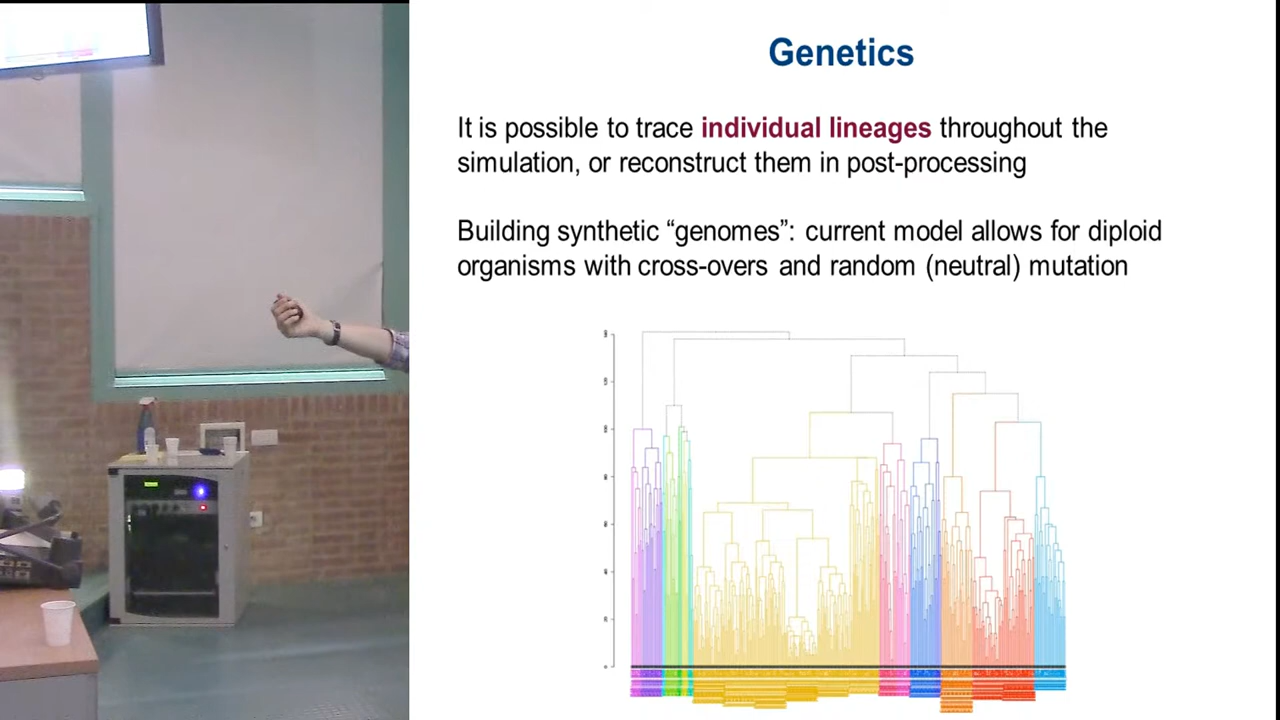 Genetics
It is possible to trace individual lineages throughout the
simulation, or reconstruct them in post-processing
Building synthetic “genomes”: current model allows for diploid
organisms with cross-overs and random (neutral) mutation